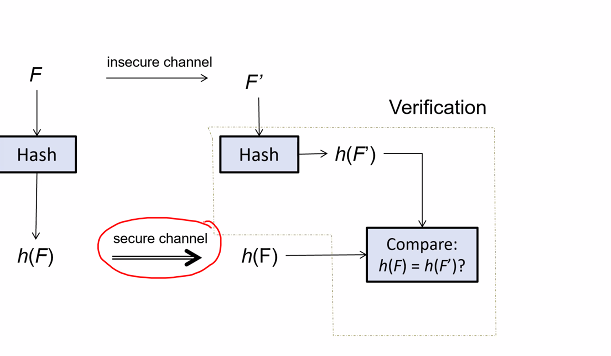 insecure channel
F
F’
Verification
Hash
Hash
h(F’)
secure channel
h(F)
h(F)
Compare:
h(F) = h(F’)?